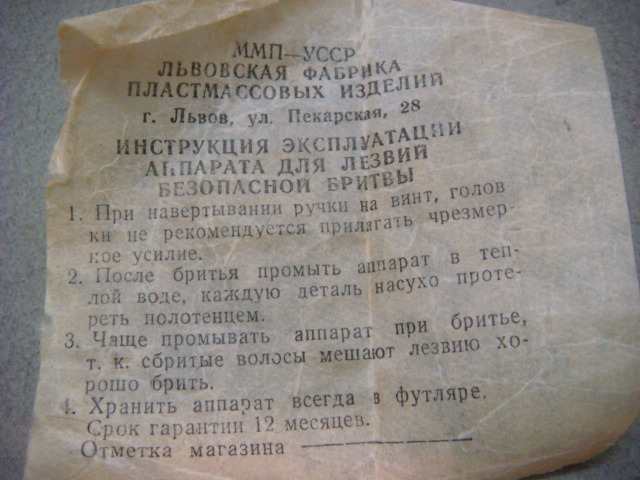 ММП—УССР
ЛЬВОВСКАЯ ФАБРИКА
ПЛАСТМАССОВЫХ ИЗДЕЛИЙ
г. Львов, ул. Пекарская, 28
ИНСТРУКЦИЯ ЭКСПЛУАТАЦИИ
АППАРАТА ДЛЯ ЛЕЗВИЙ
БЕЗОПАСНОЙ БРИТВЫ
1. При навертывании ручки на винт, голов
ки не рекомендуется прилагать чрезмер-
ное усилие.
2. После бритья промыть аппарат в теп-
лой воде, каждую деталь насухо проте-
реть полотенцем.
3. Чаще промывать аппарат при бритье,
т. к. сбритые волосы мешают лезвию хо-
рошо брить.
4. Хранить аппарат всегда в футляре.
Срок гарантии 12 месяцев.
Отметка магазина